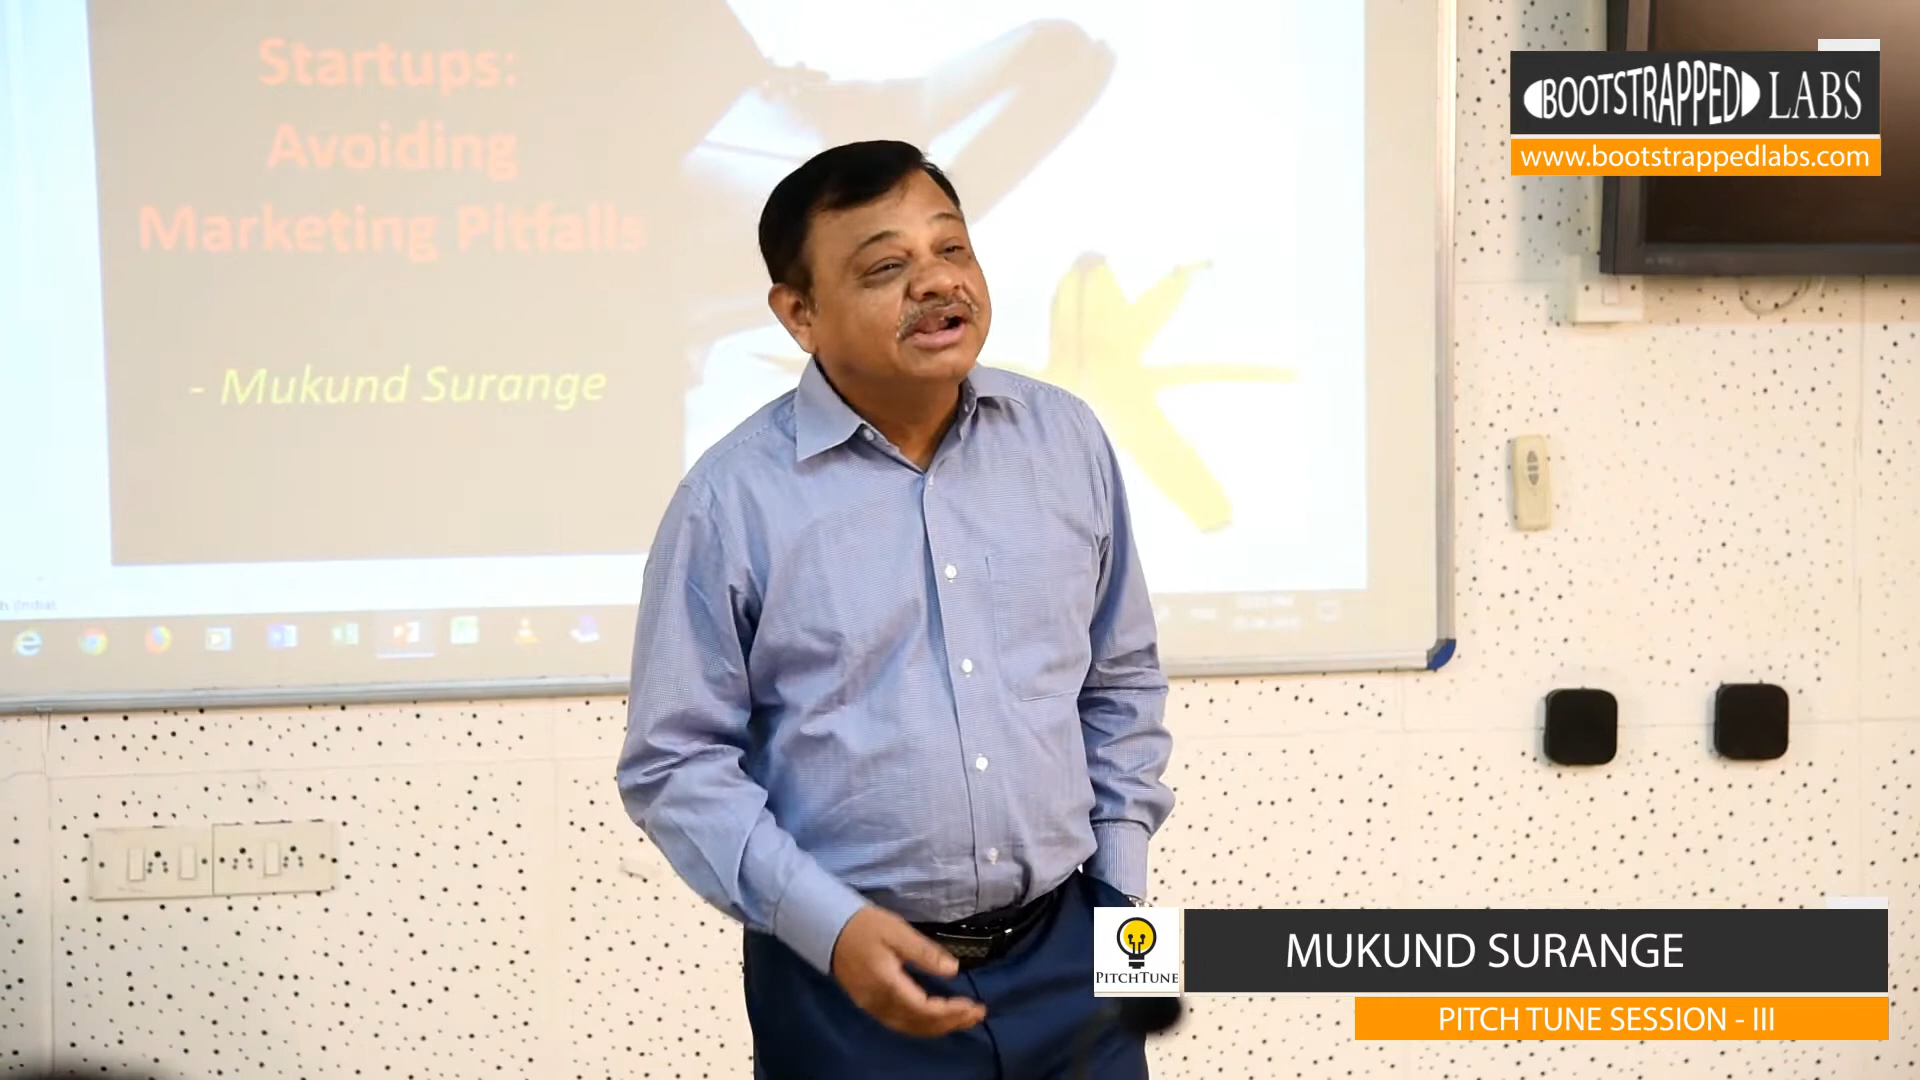 Startups:
Avoiding
Marketing Pitfalls
- Mukund Surange
BOOTSTRAPPED LABS
www.bootstrappedlabs.com
PITCHTUNE
MUKUND SURANGE
PITCH TUNE SESSION - III